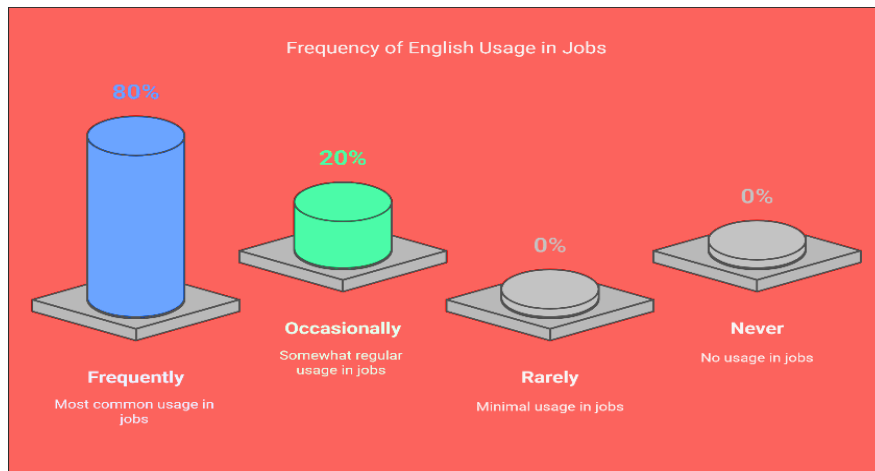 Frequency of English Usage in Jobs
80%
Frequently
Most common usage in
jobs
20%
Occasionally
Somewhat regular
usage in jobs
0%
Rarely
Minimal usage in jobs
0%
Never
No usage in jobs